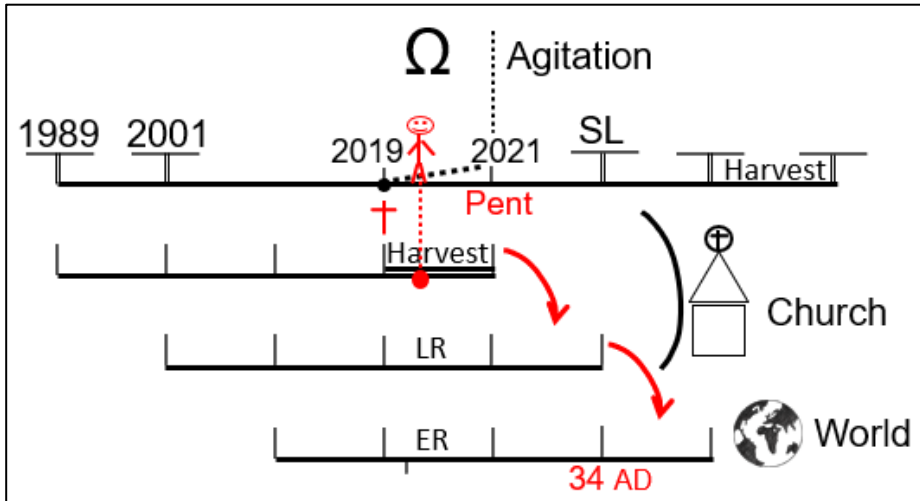 Ω
Agitation
1989
2001
2019
2021
SL
Harvest
Pent
Harvest
Church
LR
ER
World
34 AD